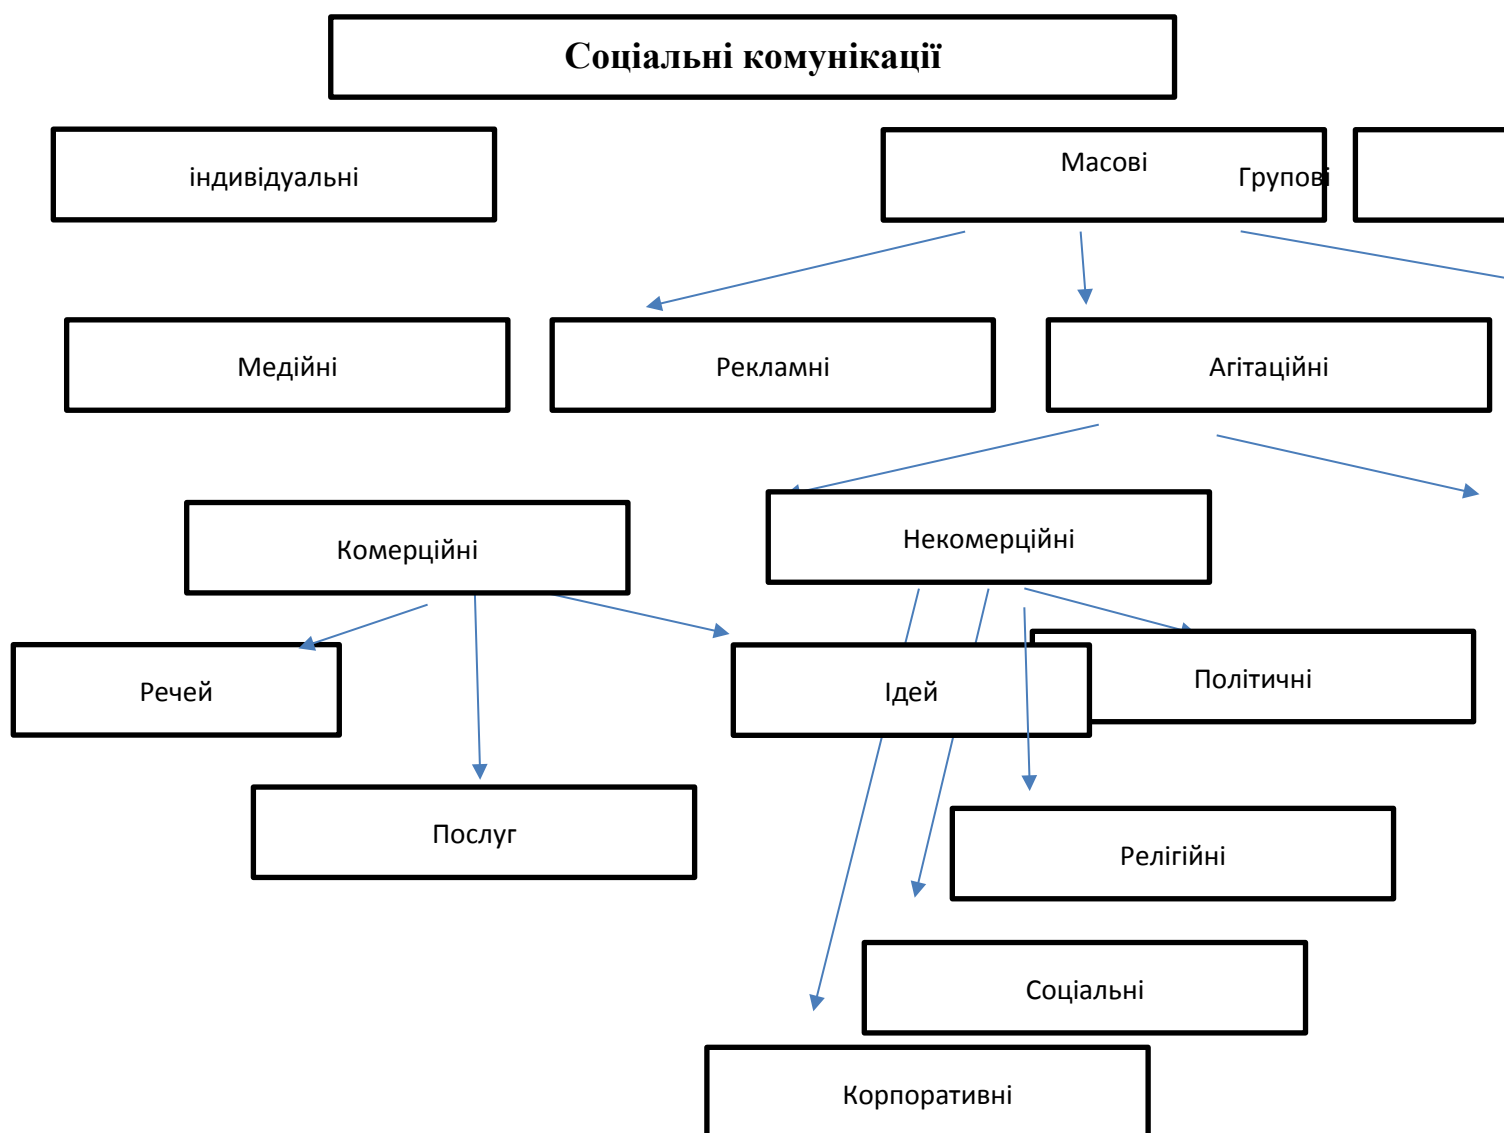 Соціальні комунікації
індивідуальні
Масові
Групові
Медійні
Рекламні
Агітаційні
Комерційні
Некомерційні
Речей
Ідей
Політичні
Послуг
Релігійні
Соціальні
Корпоративні